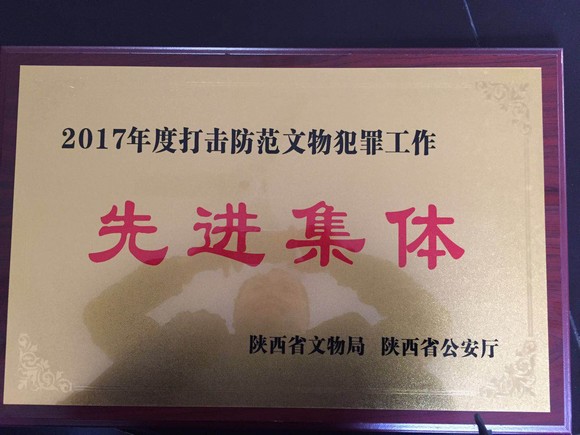 2017年度打击防范文物犯罪工作
先进集体
陕西省文物局 陕西省公安厅